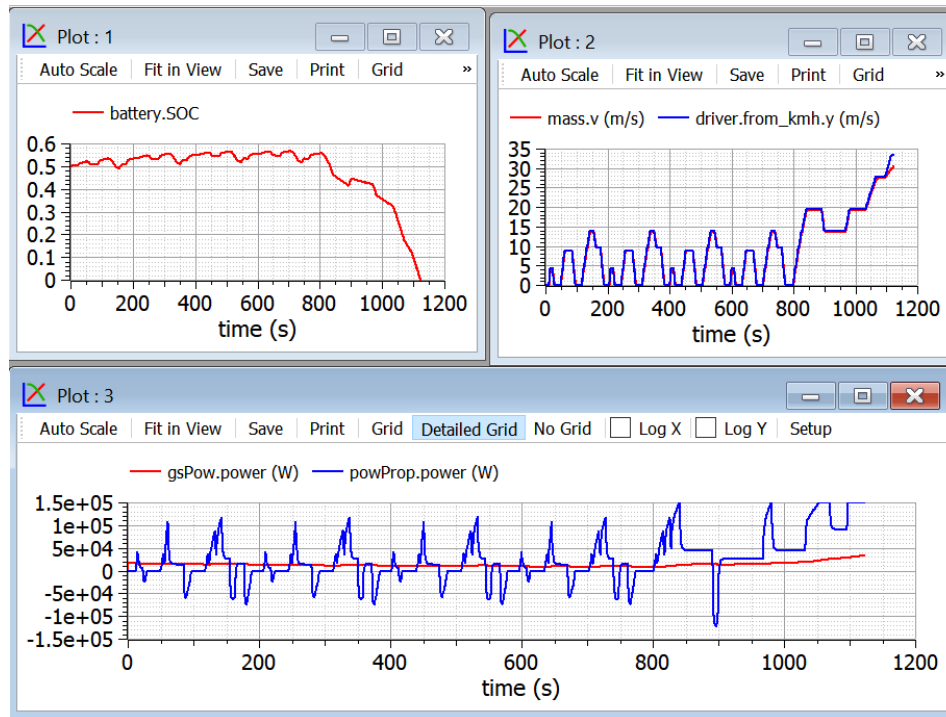 Plot : 1
Auto Scale Fit in View Save Print Grid »
battery.SOC
0.6
0.5
0.4
0.3
0.2
0.1
0
0 200 400 600 800 1000 1200
time (s)
Plot : 2
Auto Scale Fit in View Save Print Grid »
mass.v (m/s) driver.from_kmh.y (m/s)
35
30
25
20
15
10
5
0
0 200 400 600 800 1000 1200
time (s)
Plot : 3
Auto Scale Fit in View Save Print Grid Detailed Grid No Grid Log X Log Y Setup
gsPow.power (W) powProp.power (W)
1.5e+05
1e+05
5e+04
0
-5e+04
-1e+05
-1.5e+05
0 200 400 600 800 1000 1200
time (s)